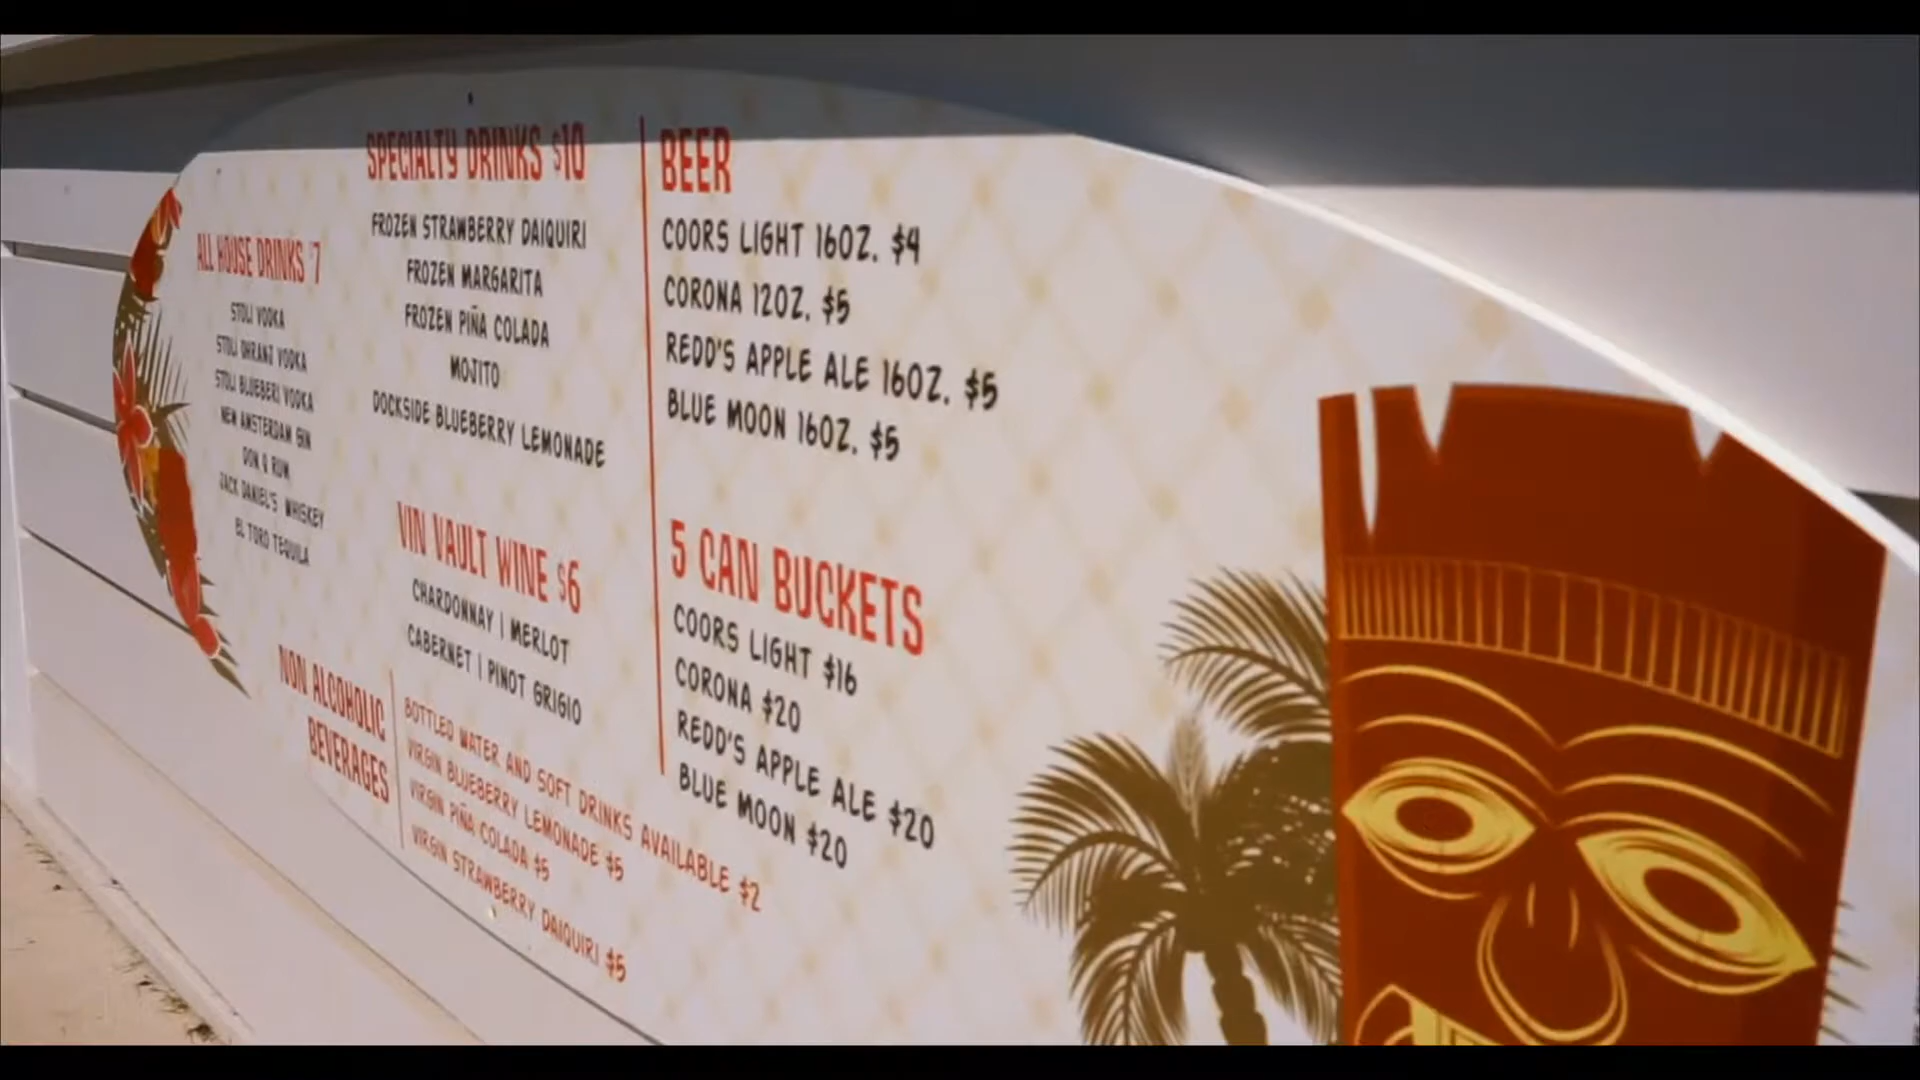 ALL HOUSE DRINKS $7
STOLI VODKA
STOLI OHRANJ VODKA
STOLI BLUEBERI VODKA
NEW AMSTERDAM GIN
DON Q RUM
JACK DANIEL'S WHISKEY
EL TORO TEQUILA
SPECIALTY DRINKS $10
FROZEN STRAWBERRY DAIQUIRI
FROZEN MARGARITA
FROZEN PIÑA COLADA
MOJITO
DOCKSIDE BLUEBERRY LEMONADE
VIN VAULT WINE $6
CHARDONNAY | MERLOT
CABERNET | PINOT GRIGIO
NON ALCOHOLIC
BEVERAGES
BOTTLED WATER AND SOFT DRINKS AVAILABLE $2
VIRGIN BLUEBERRY LEMONADE $5
VIRGIN PIÑA COLADA $5
VIRGIN STRAWBERRY DAIQUIRI $5
BEER
COORS LIGHT 16OZ. $4
CORONA 12OZ. $5
REDD'S APPLE ALE 16OZ. $5
BLUE MOON 16OZ. $5
5 CAN BUCKETS
COORS LIGHT $16
CORONA $20
REDD'S APPLE ALE $20
BLUE MOON $20